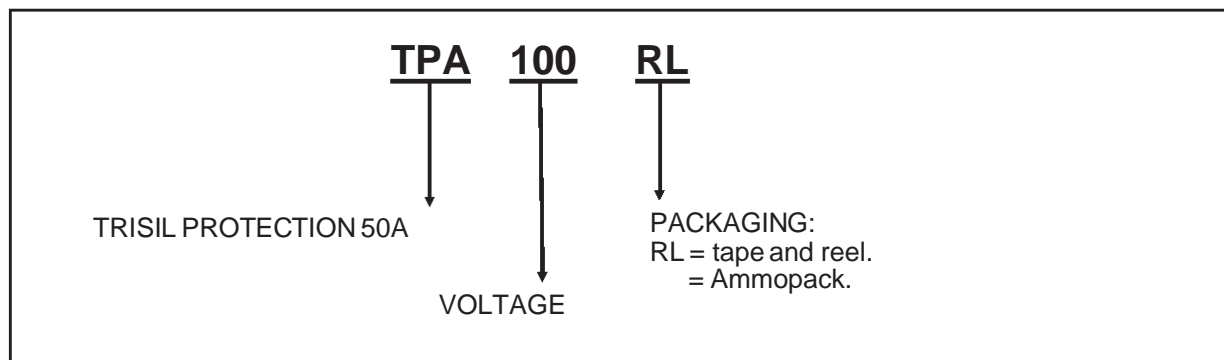 TPA 100 RL
TRISIL PROTECTION 50A
PACKAGING:
RL = tape and reel.
= Ammopack.
VOLTAGE